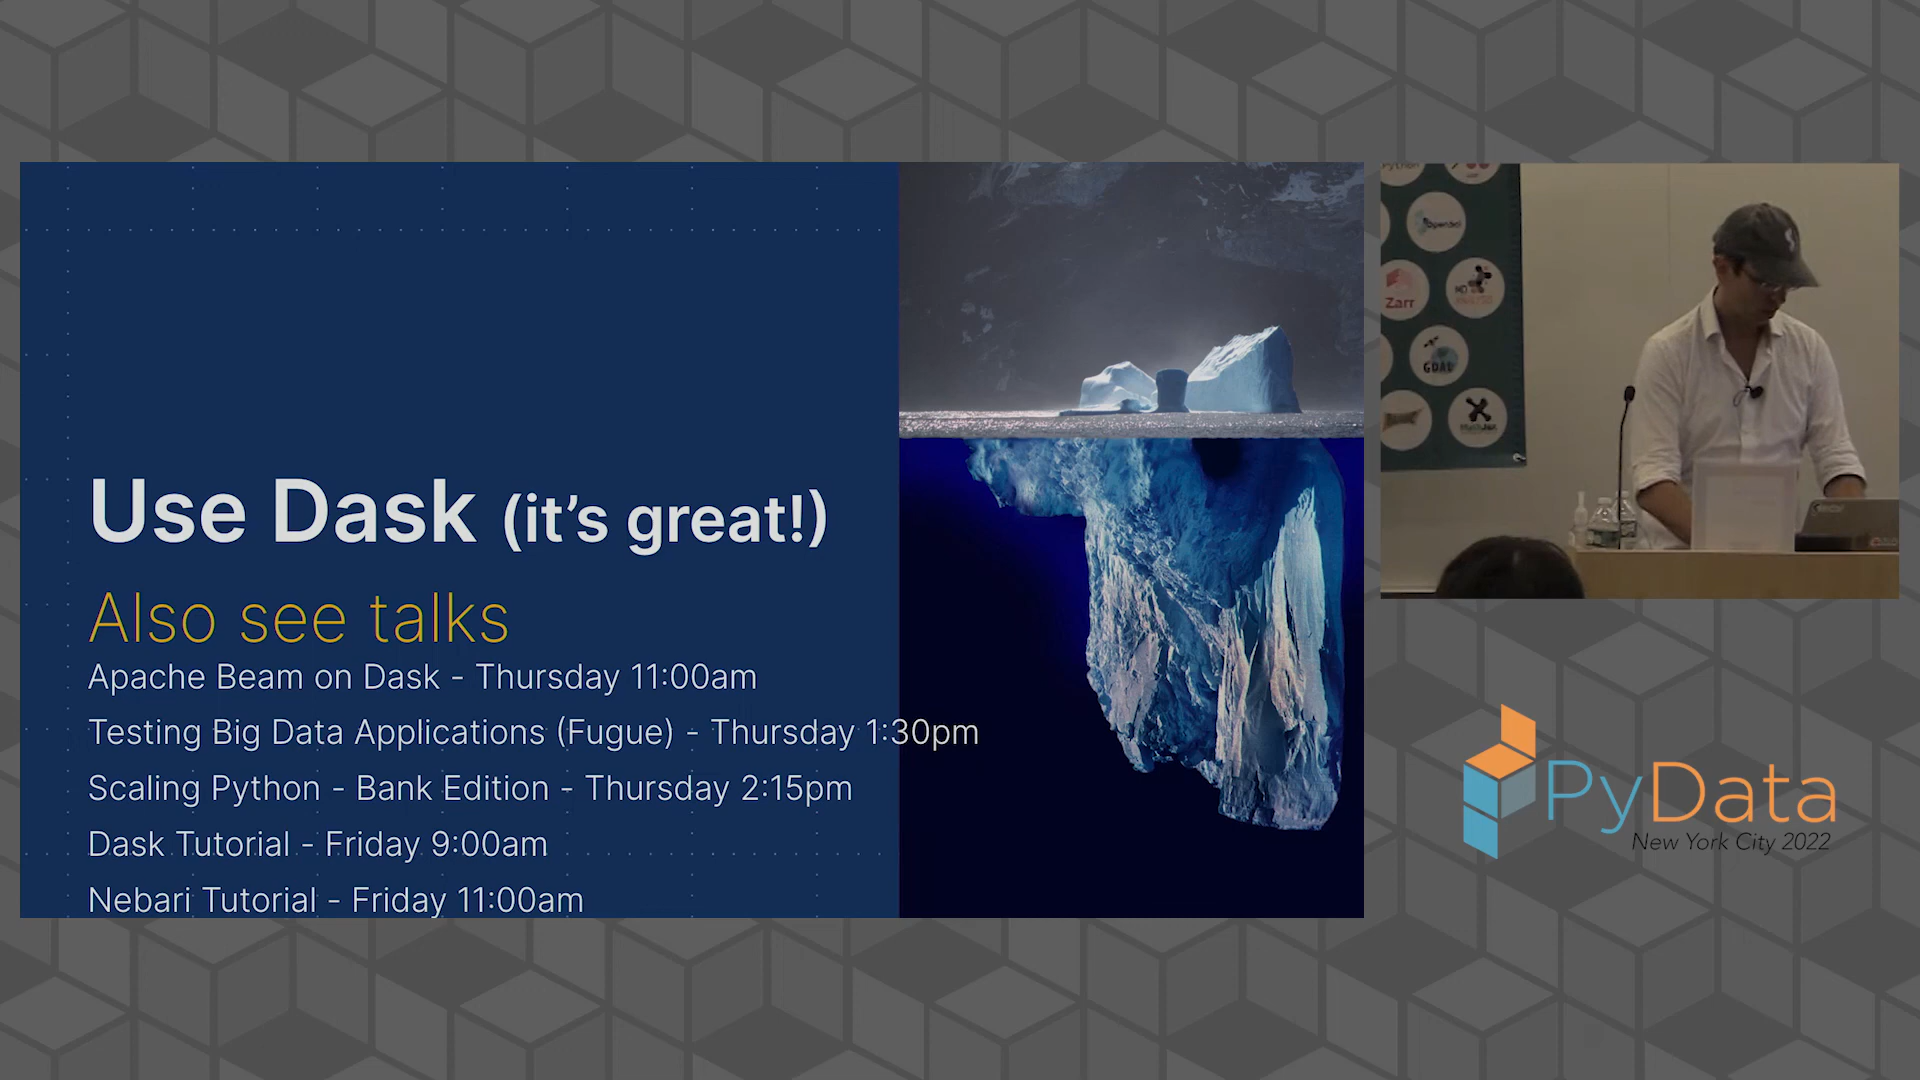 Use Dask (it's great!)
Also see talks
Apache Beam on Dask - Thursday 11:00am
Testing Big Data Applications (Fugue) - Thursday 1:30pm
Scaling Python - Bank Edition - Thursday 2:15pm
Dask Tutorial - Friday 9:00am
Nebari Tutorial - Friday 11:00am
Zarr
GDAL
PyData
New York City 2022